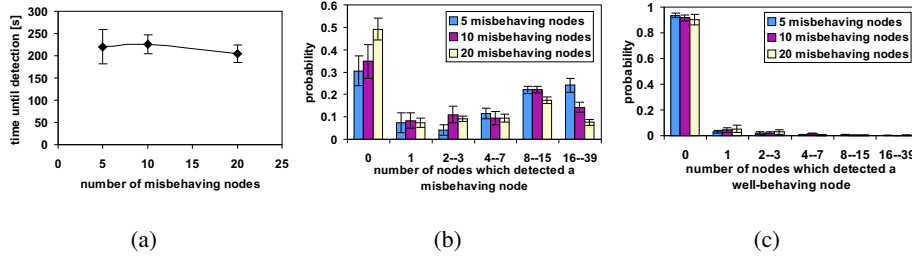 time until detection [s]
300
250
200
150
100
50
0
0 5 10 15 20 25
number of misbehaving nodes
(a)
probability
0.6
0.5
0.4
0.3
0.2
0.1
0
5 misbehaving nodes
10 misbehaving nodes
20 misbehaving nodes
0 1 2--3 4--7 8--15 16--39
number of nodes which detected a
misbehaving node
(b)
probability
1
0.8
0.6
0.4
0.2
0
5 misbehaving nodes
10 misbehaving nodes
20 misbehaving nodes
0 1 2--3 4--7 8--15 16--39
number of nodes which detected a
well-behaving node
(c)